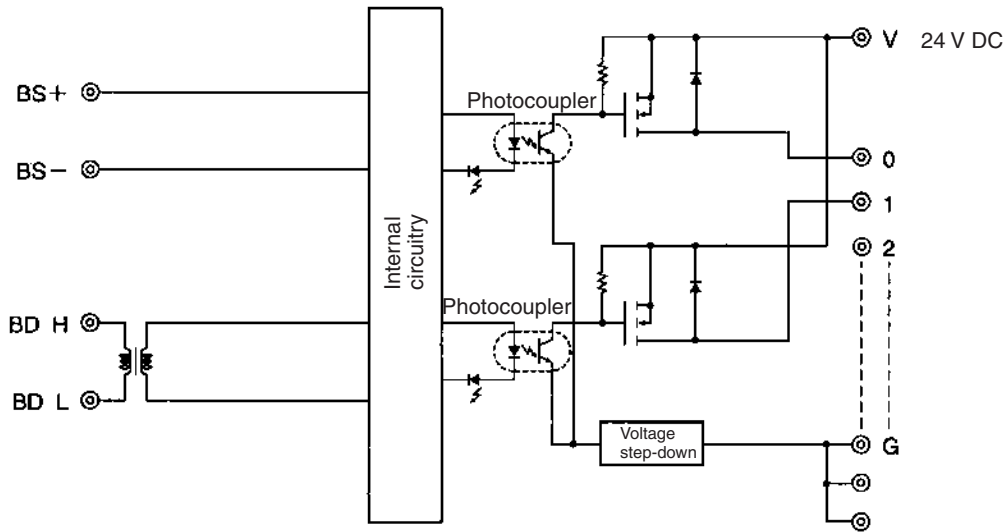 V 24 V DC
BS+
Photocoupler
BS−
0
1
Internal
circuitry
2
Photocoupler
BD H
BD L
Voltage
step-down
G